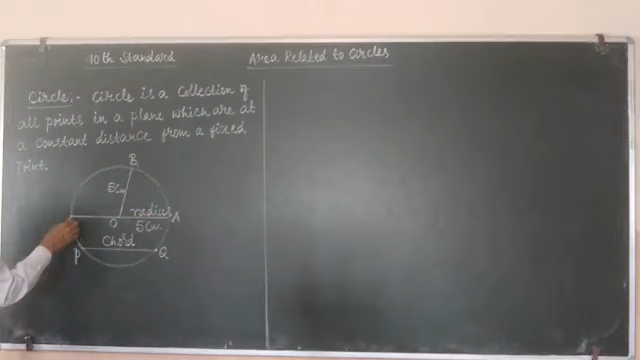 10th Standard
Area Related to Circles
Circle:- Circle is a Collection of
all points in a plane which are at
a constant distance from a fixed
Point.
B
5cm
radius
A
O
5cm.
Chord
P
Q